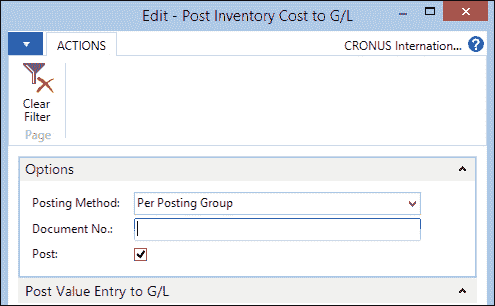 Edit - Post Inventory Cost to G/L
ACTIONS
CRONUS Internation...
Clear
Filter
Page
Options
Posting Method: Per Posting Group
Document No.:
Post:
Post Value Entry to G/L